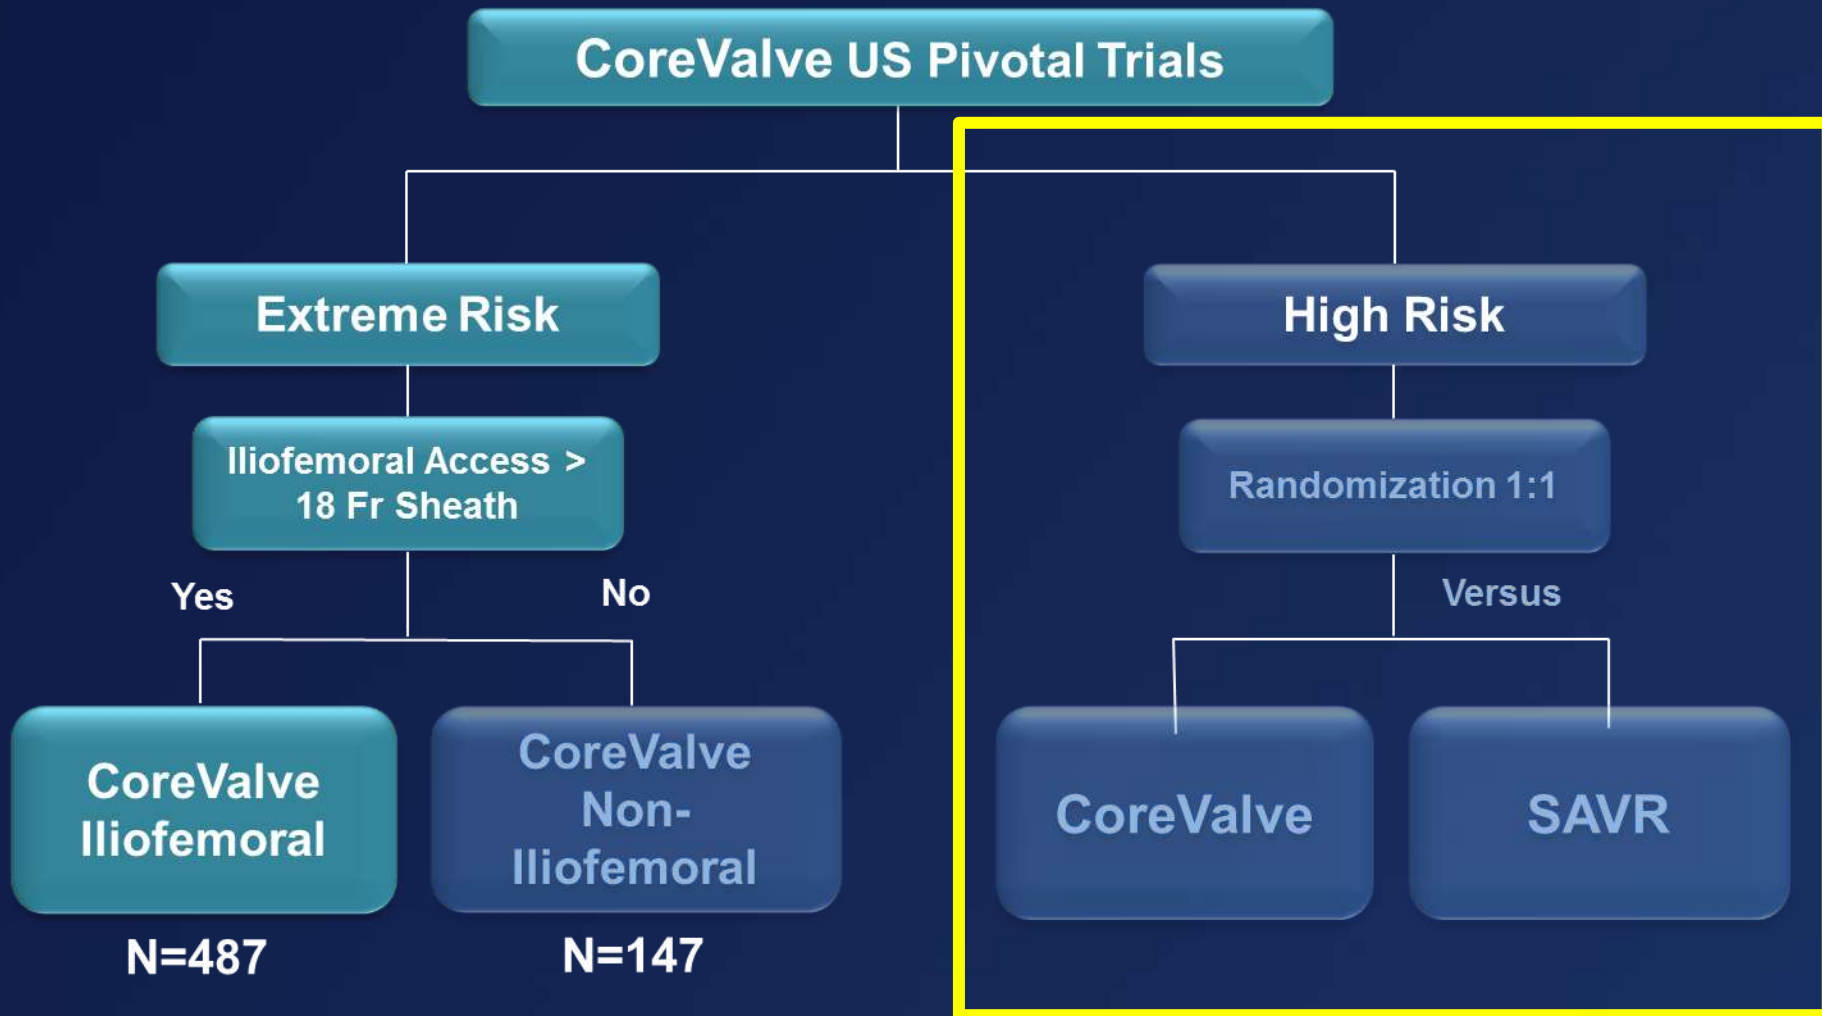 CoreValve US Pivotal Trials
Extreme Risk
High Risk
Iliofemoral Access >
18 Fr Sheath
Randomization 1:1
Yes
No
Versus
CoreValve
Iliofemoral
CoreValve
Non-
Iliofemoral
CoreValve
SAVR
N=487
N=147